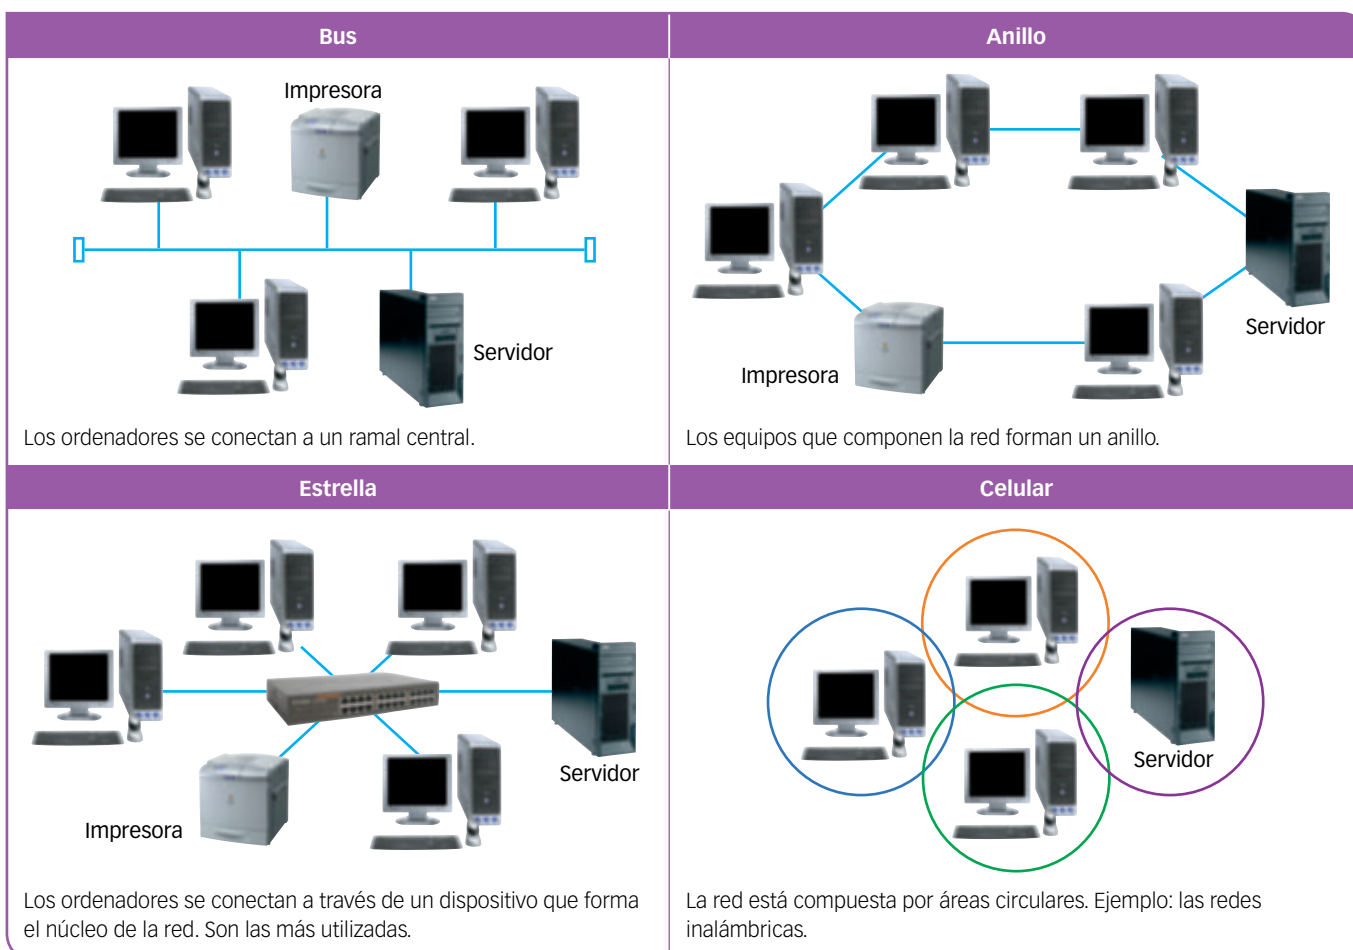 Bus
Impresora
Servidor
Los ordenadores se conectan a un ramal central.
Anillo
Servidor
Impresora
Los equipos que componen la red forman un anillo.
Estrella
Servidor
Impresora
Los ordenadores se conectan a través de un dispositivo que forma
el núcleo de la red. Son las más utilizadas.
Celular
Servidor
La red está compuesta por áreas circulares. Ejemplo: las redes
inalámbricas.